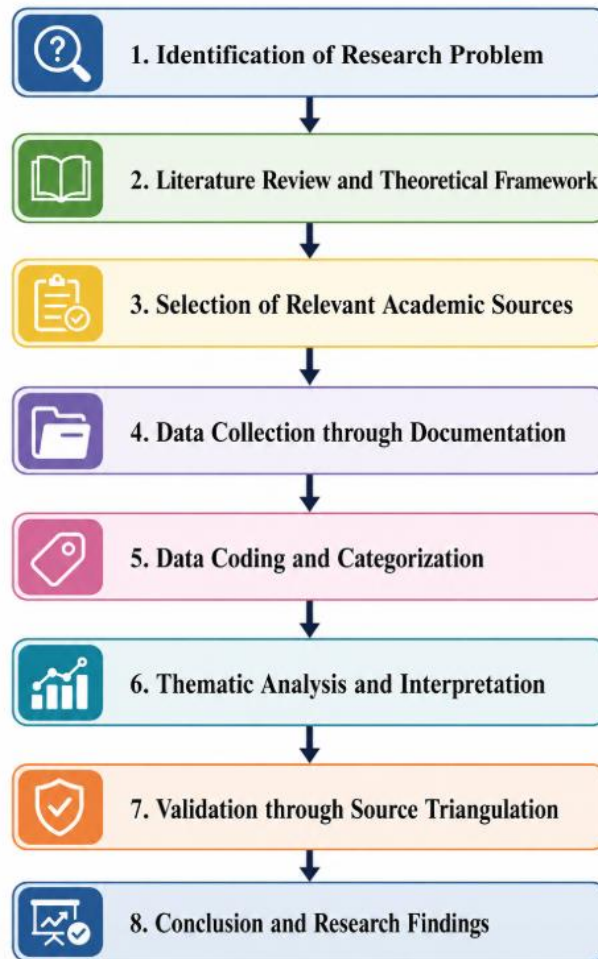 1. Identification of Research Problem
2. Literature Review and Theoretical Framework
3. Selection of Relevant Academic Sources
4. Data Collection through Documentation
5. Data Coding and Categorization
6. Thematic Analysis and Interpretation
7. Validation through Source Triangulation
8. Conclusion and Research Findings